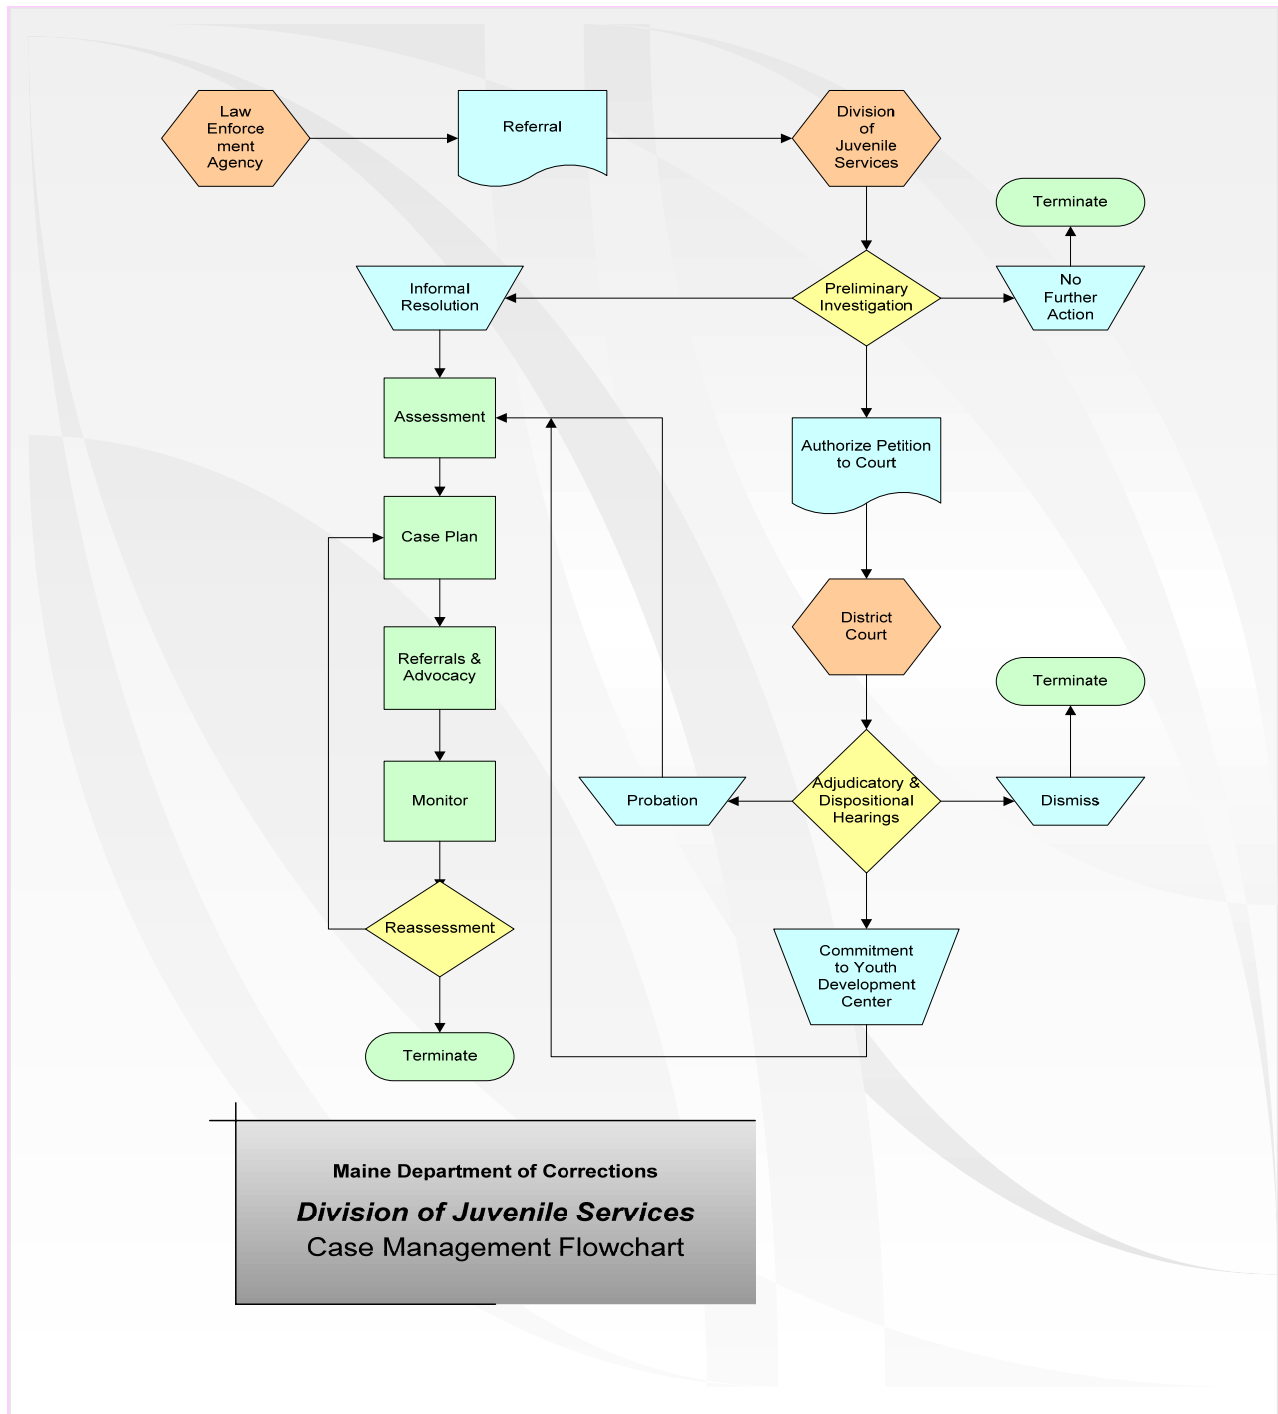 Law
Enforce
ment
Agency
Referral
Division
of
Juvenile
Services
Terminate
Informal
Resolution
Preliminary
Investigation
No
Further
Action
Assessment
Authorize Petition
to Court
Case Plan
District
Court
Referrals &
Advocacy
Terminate
Monitor
Probation
Adjudicatory &
Dispositional
Hearings
Dismiss
Reassessment
Commitment
to Youth
Development
Center
Terminate
Maine Department of Corrections
Division of Juvenile Services
Case Management Flowchart